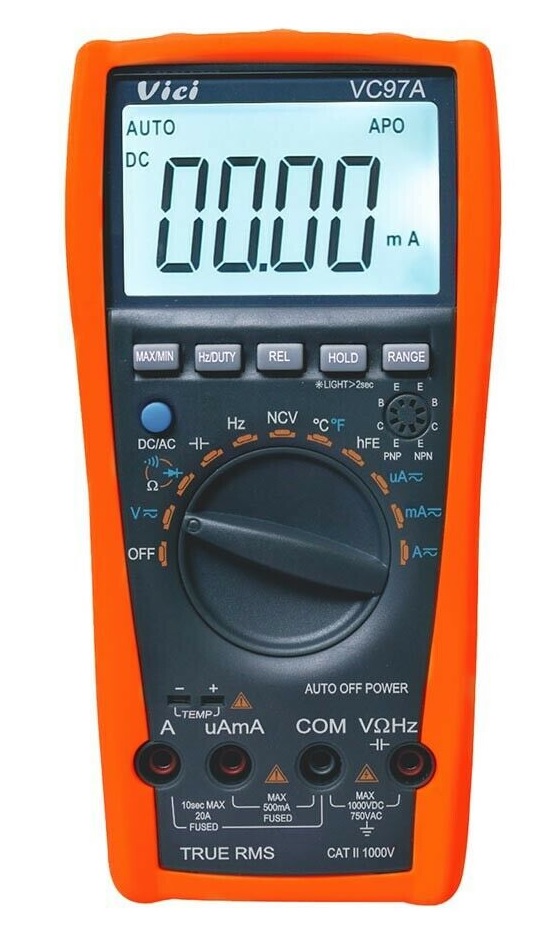 Vici VC97A
AUTO APO
DC
00.00 mA
MAX/MIN Hz/DUTY REL HOLD RANGE
☀LIGHT>2sec
E E
B B
C C
E E
PNP NPN
DC/AC
Hz NCV °C°F hFE
Ω
uA
V mA
OFF A
AUTO OFF POWER
− +
TEMP
A uAmA COM VΩHz
10sec MAX
20A
FUSED
MAX
500mA
FUSED
MAX
1000VDC
750VAC
TRUE RMS CAT II 1000V